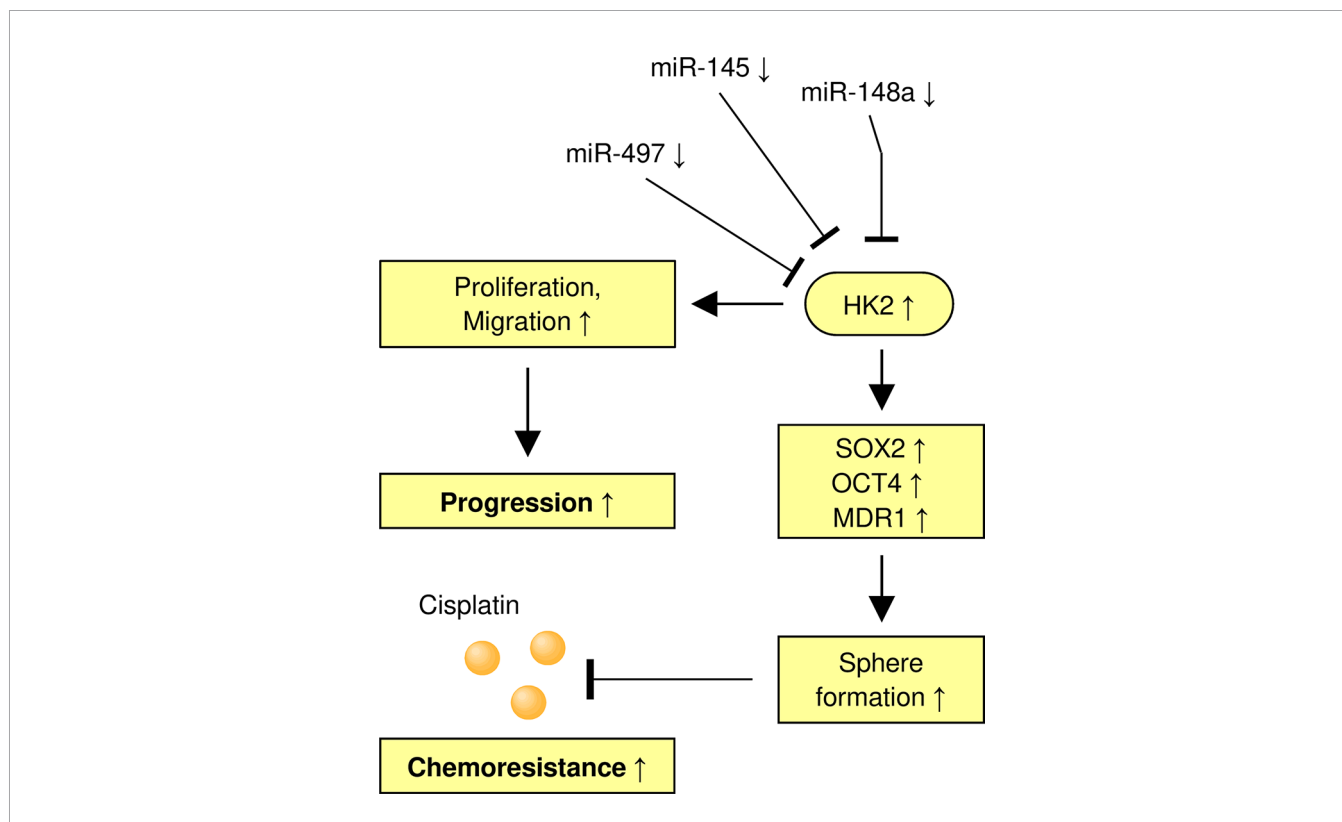 miR-145 ↓
miR-148a ↓
miR-497 ↓
Proliferation,
Migration ↑
HK2 ↑
SOX2 ↑
OCT4 ↑
MDR1 ↑
Progression ↑
Cisplatin
Sphere
formation ↑
Chemoresistance ↑